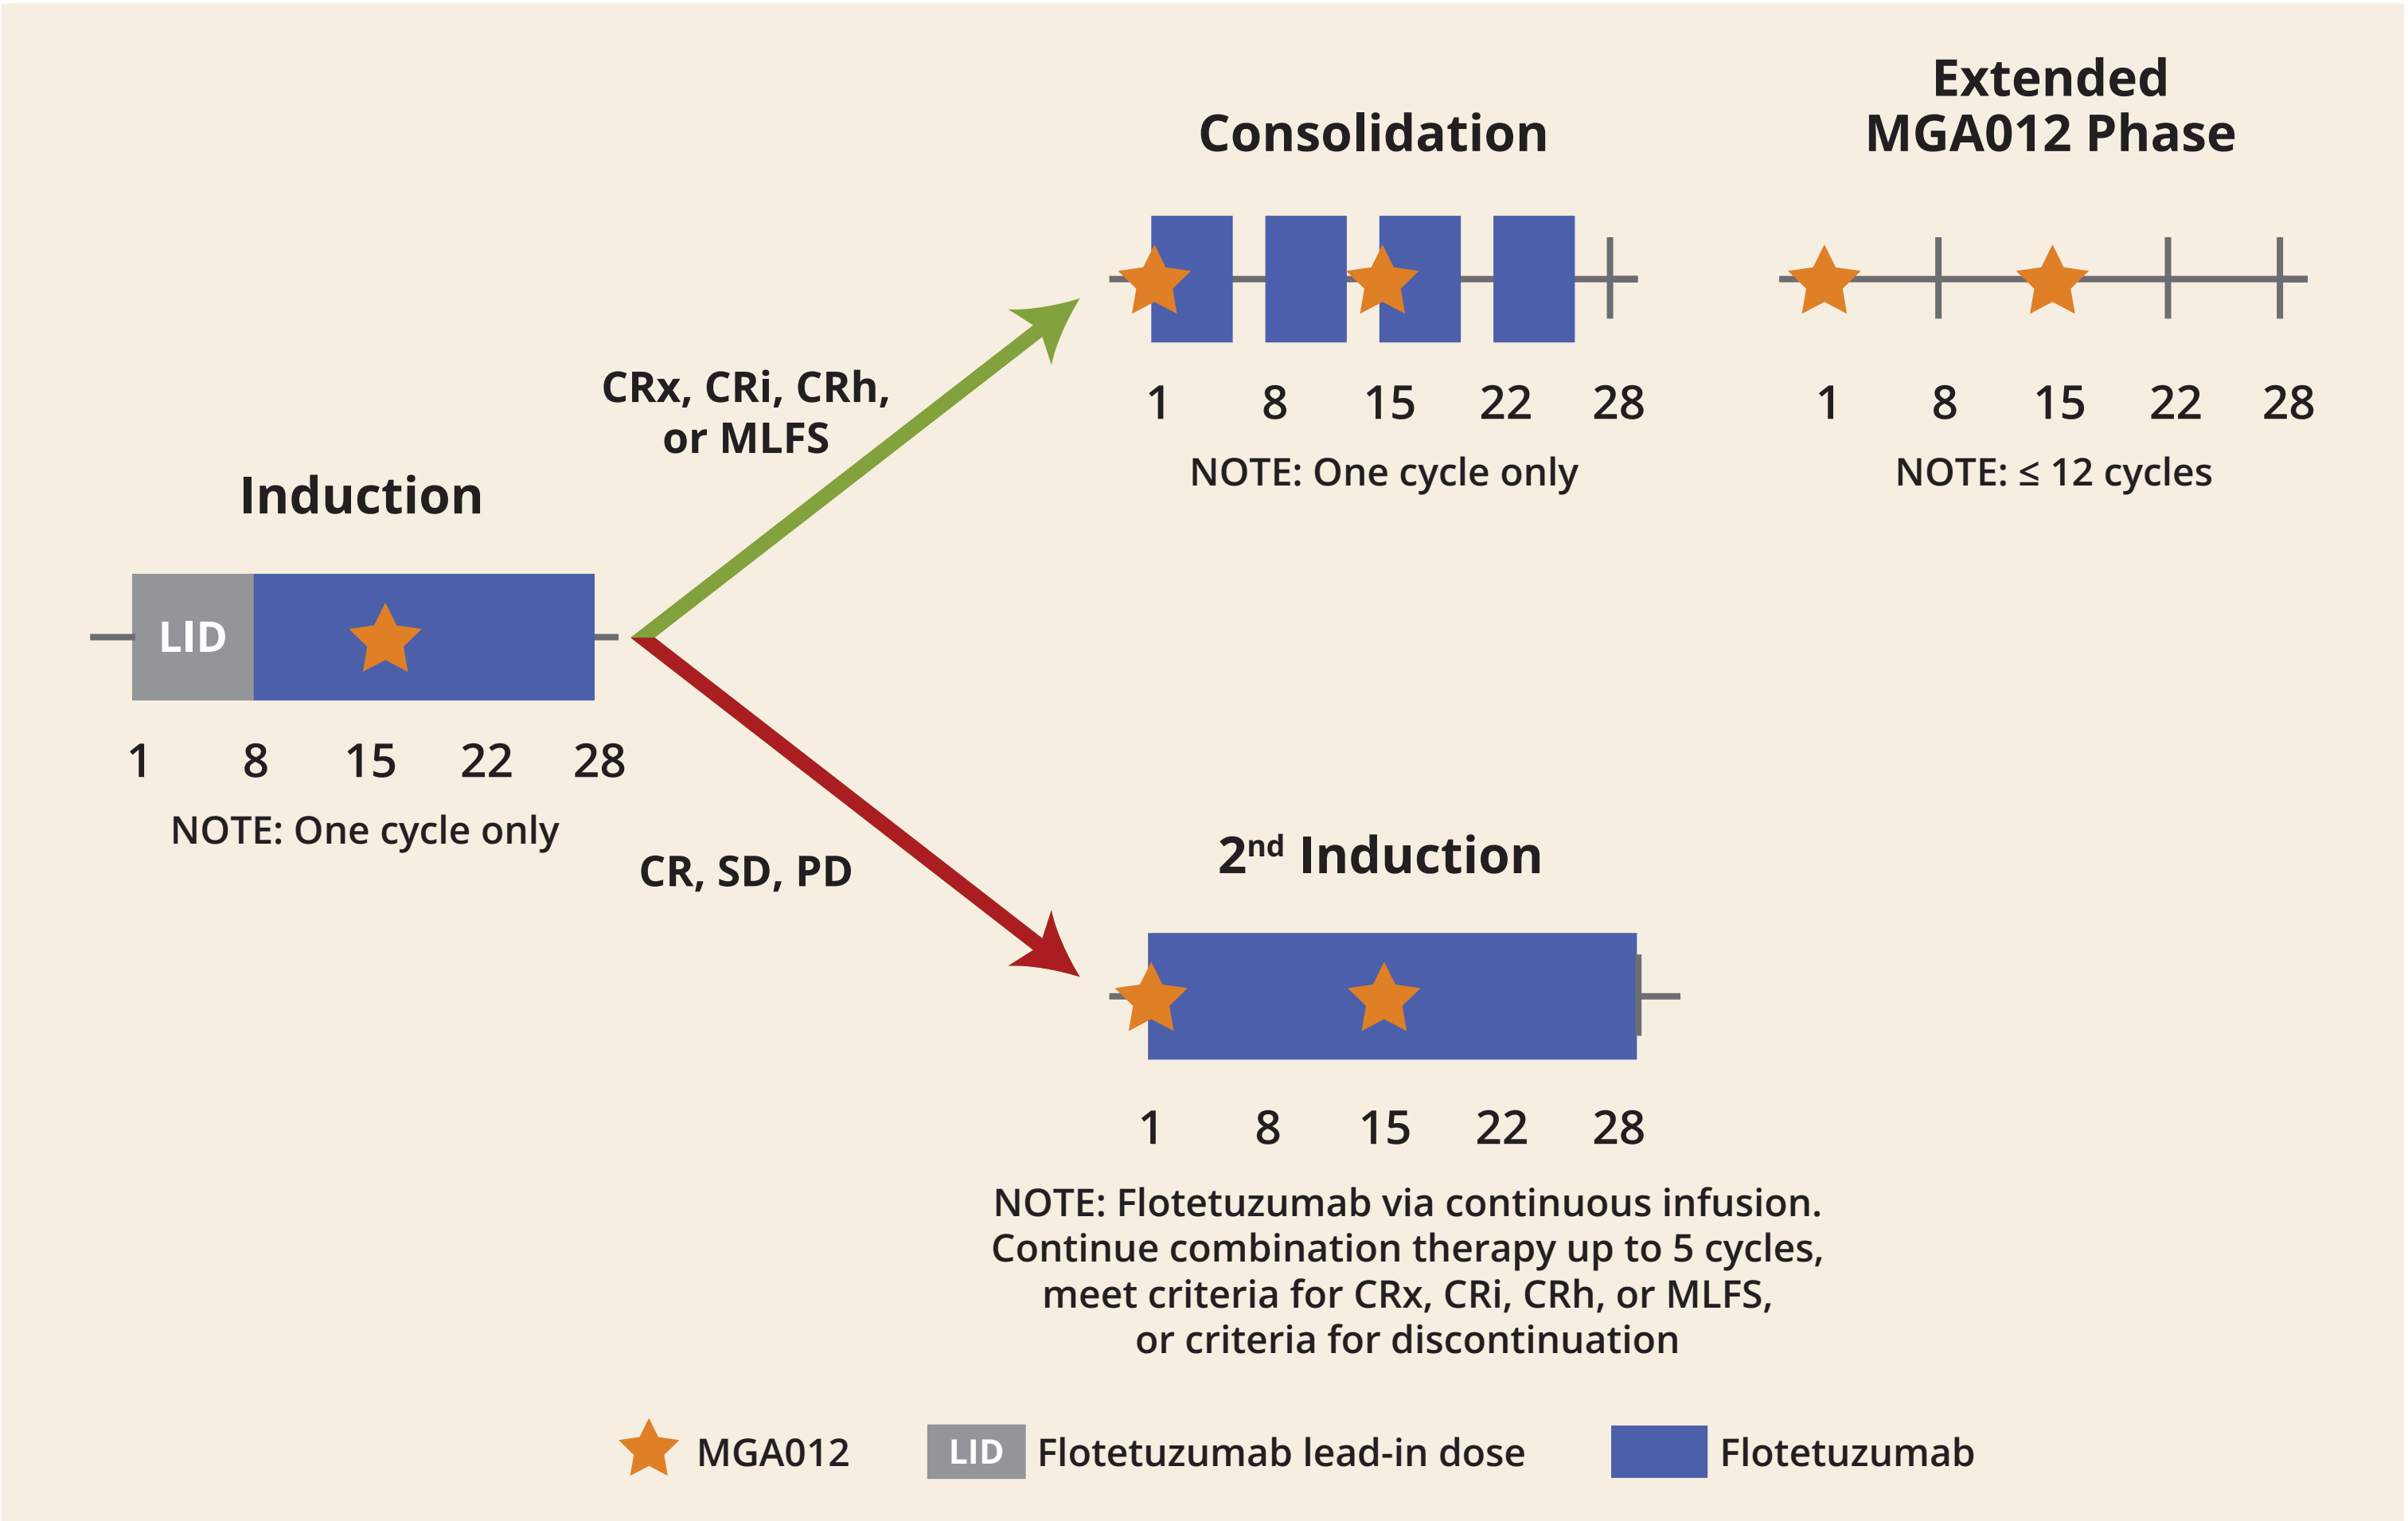 Induction
LID
1 8 15 22 28
NOTE: One cycle only
CRx, CRi, CRh,
or MLFS
CR, SD, PD
Consolidation
1 8 15 22 28
NOTE: One cycle only
Extended
MGA012 Phase
1 8 15 22 28
NOTE: ≤ 12 cycles
2nd Induction
1 8 15 22 28
NOTE: Flotetuzumab via continuous infusion.
Continue combination therapy up to 5 cycles,
meet criteria for CRx, CRi, CRh, or MLFS,
or criteria for discontinuation
MGA012
LID Flotetuzumab lead-in dose
Flotetuzumab